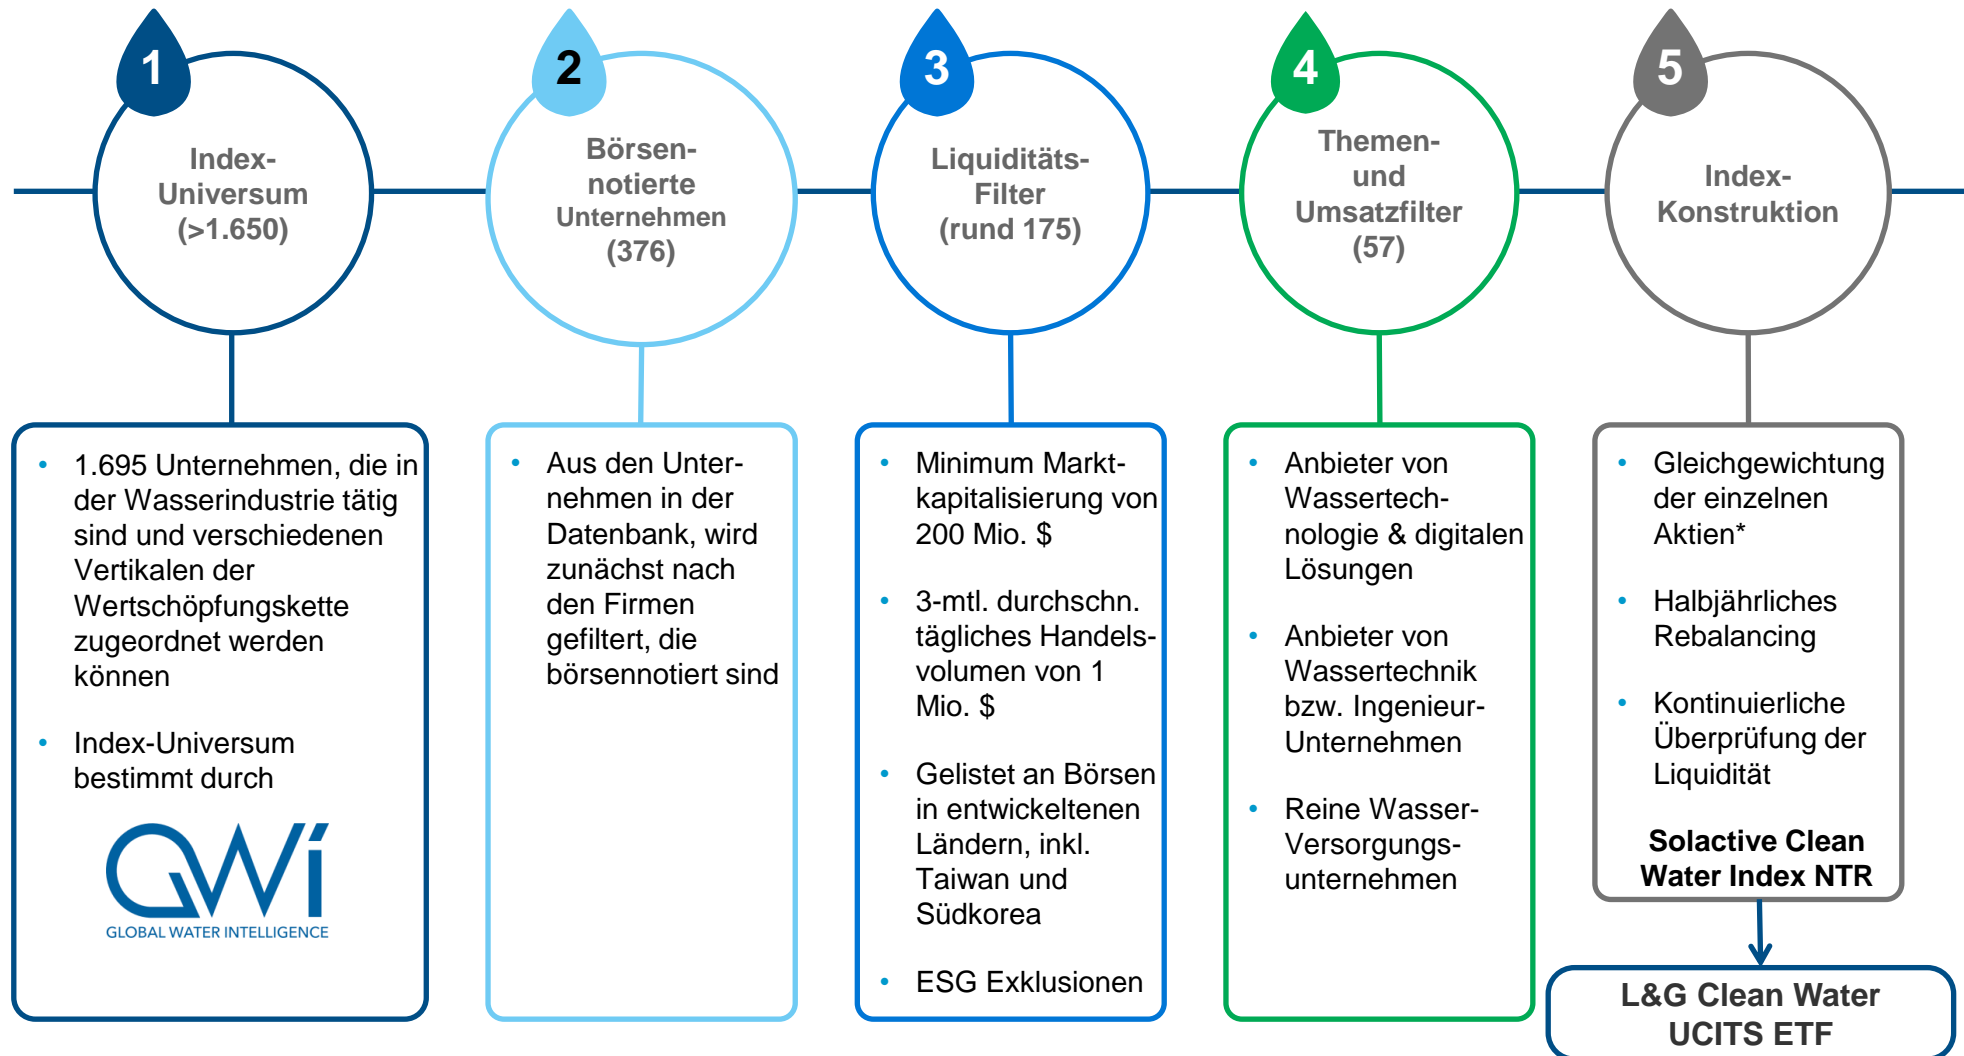 1
Index-
Universum
(>1.650)
2
Börsen-
notierte
Unternehmen
(376)
3
Liquiditäts-
Filter
(rund 175)
4
Themen-
und
Umsatzfilter
(57)
5
Index-
Konstruktion
• 1.695 Unternehmen, die in
der Wasserindustrie tätig
sind und verschiedenen
Vertikalen der
Wertschöpfungskette
zugeordnet werden
können
• Index-Universum
bestimmt durch
GWi
GLOBAL WATER INTELLIGENCE
• Aus den Unter-
nehmen in der
Datenbank, wird
zunächst nach
den Firmen
gefiltert, die
börsennotiert sind
• Minimum Markt-
kapitalisierung von
200 Mio. $
• 3-mtl. durchschn.
tägliches Handels-
volumen von 1
Mio. $
• Gelistet an Börsen
in entwickeltenen
Ländern, inkl.
Taiwan und
Südkorea
• ESG Exklusionen
• Anbieter von
Wassertech-
nologie & digitalen
Lösungen
• Anbieter von
Wassertechnik
bzw. Ingenieur-
Unternehmen
• Reine Wasser-
Versorgungs-
unternehmen
• Gleichgewichtung
der einzelnen
Aktien*
• Halbjährliches
Rebalancing
• Kontinuierliche
Überprüfung der
Liquidität
Solactive Clean
Water Index NTR
L&G Clean Water
UCITS ETF